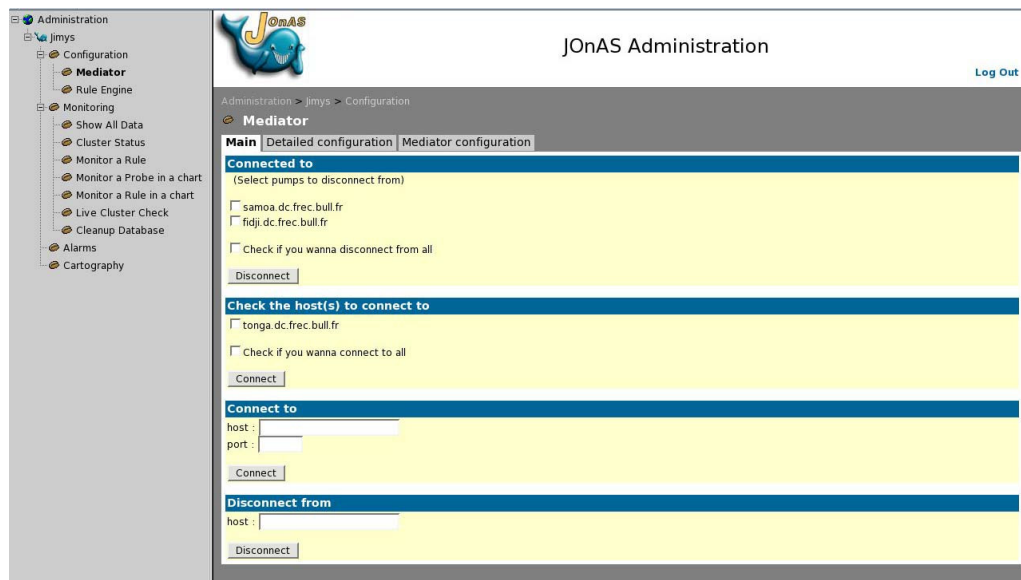 Administration
Jimys
Configuration
Mediator
Rule Engine
Monitoring
Show All Data
Cluster Status
Monitor a Rule
Monitor a Probe in a chart
Monitor a Rule in a chart
Live Cluster Check
Cleanup Database
Alarms
Cartography
JOnAS
JOnAS Administration
Log Out
Administration > Jimys > Configuration
Mediator
Main Detailed configuration Mediator configuration
Connected to
(Select pumps to disconnect from)
samoa.dc.frec.bull.fr
fidji.dc.frec.bull.fr
Check if you wanna disconnect from all
Disconnect
Check the host(s) to connect to
tonga.dc.frec.bull.fr
Check if you wanna connect to all
Connect
Connect to
host :
port :
Connect
Disconnect from
host :
Disconnect